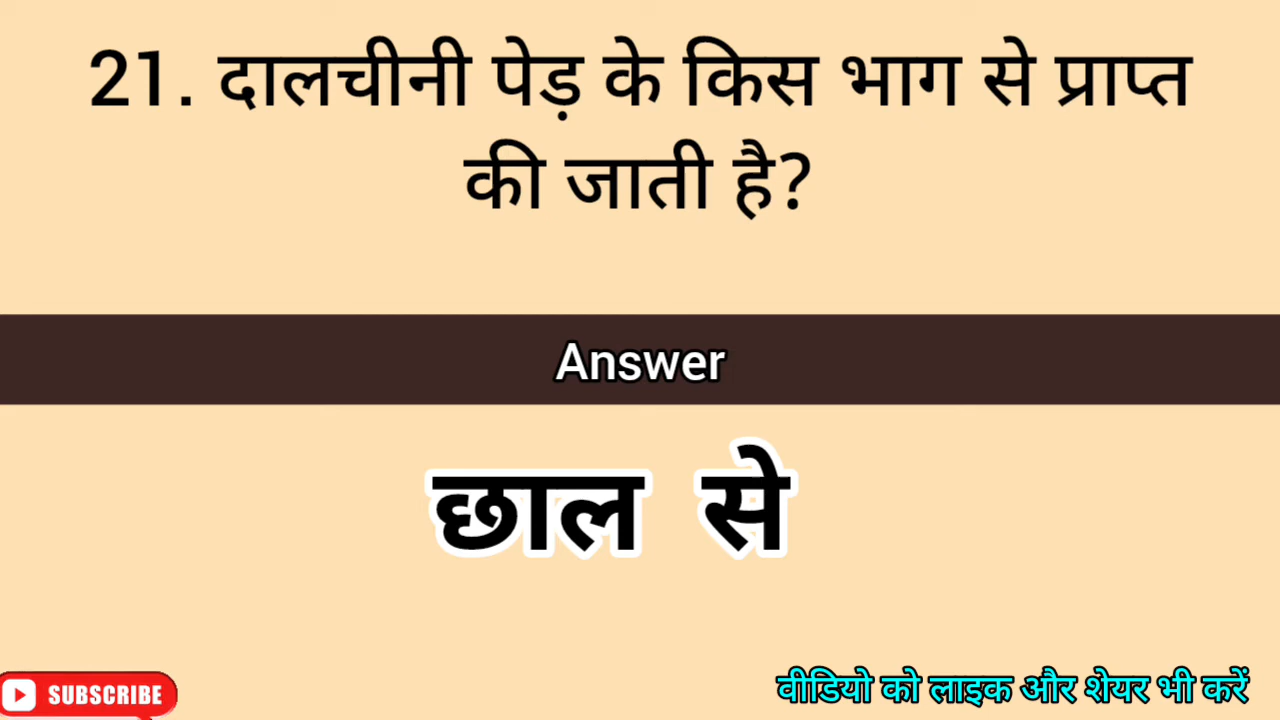 21. दालचीनी पेड़ के किस भाग से प्राप्त
की जाती है?
Answer
छाल से
SUBSCRIBE
वीडियो को लाइक और शेयर भी करें